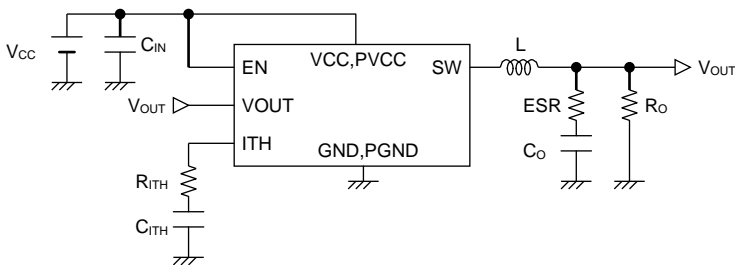 VCC
CIN
EN
VCC,PVCC
SW
L
VOUT
VOUT
VOUT
ESR
RO
ITH
GND,PGND
CO
RITH
CITH